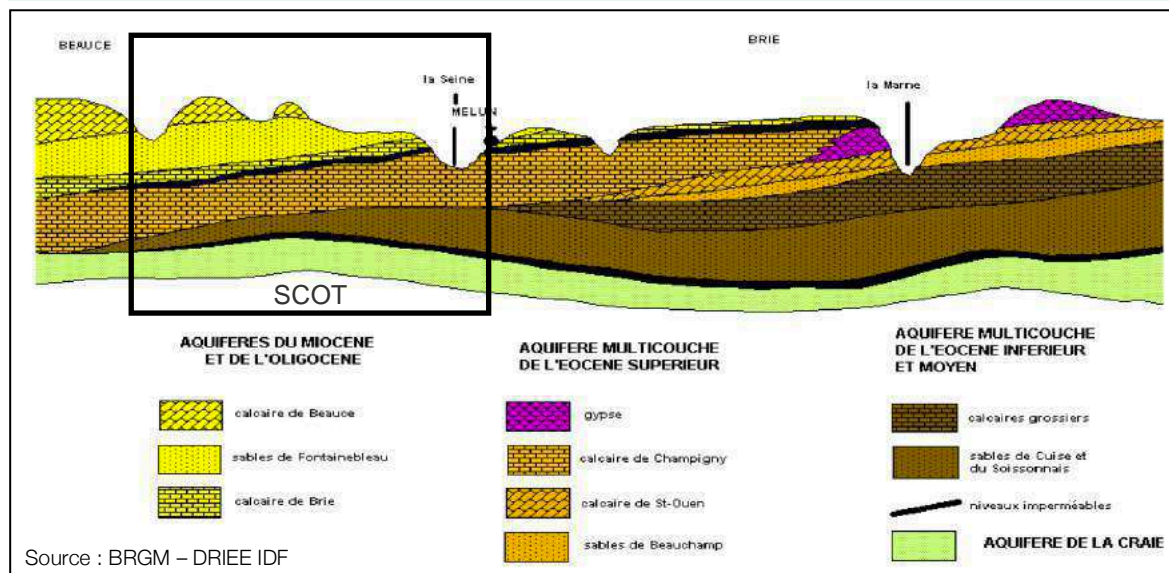 BEAUCE
BRIE
la Seine
MELUN
la Marne
SCOT
AQUIFERES DU MIOCENE
ET DE L'OLIGOCENE
calcaire de Beauce
sables de Fontainebleau
calcaire de Brie
AQUIFERE MULTICOUCHE
DE L'EOCENE SUPERIEUR
gypse
calcaire de Champigny
calcaire de St-Ouen
sables de Beauchamp
AQUIFERE MULTICOUCHE
DE L'EOCENE INFERIEUR
ET MOYEN
calcaires grossiers
sables de Cuise et
du Soissonnais
niveaux imperméables
AQUIFERE DE LA CRAIE
Source : BRGM – DRIEE IDF